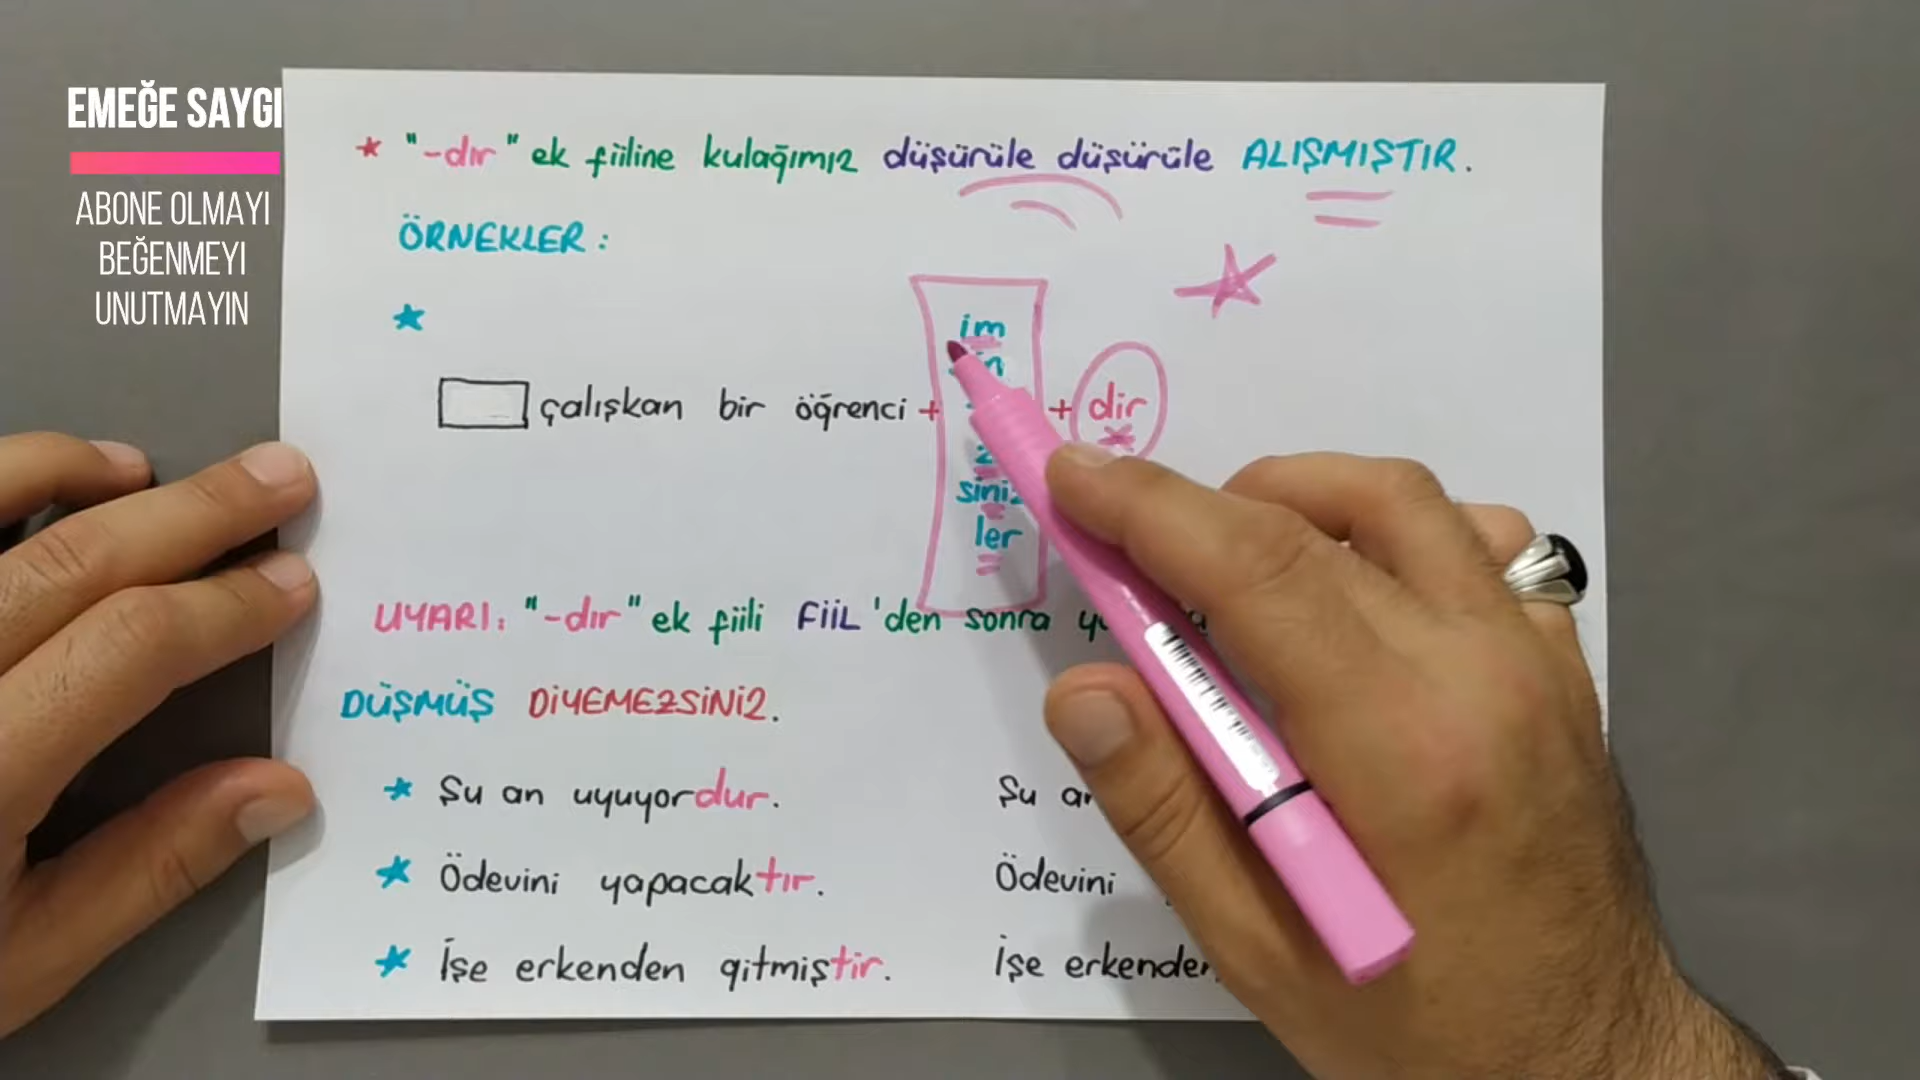 EMEĞE SAYGI
ABONE OLMAYI
BEĞENMEYİ
UNUTMAYIN
* "-dır" ek fiiline kulağımız düşürüle düşürüle ALIŞMIŞTIR.
ÖRNEKLER:
im
çalışkan bir öğrenci + + dir
siniz
ler
UYARI: "-dır" ek fiili FİİL'den sonra
DÜŞMÜŞ DİYEMEZSİNİZ.
* Şu an uyuyordur. Şu an
* Ödevini yapacaktır. Ödevini
* İşe erkenden gitmiştir. İşe erkenden